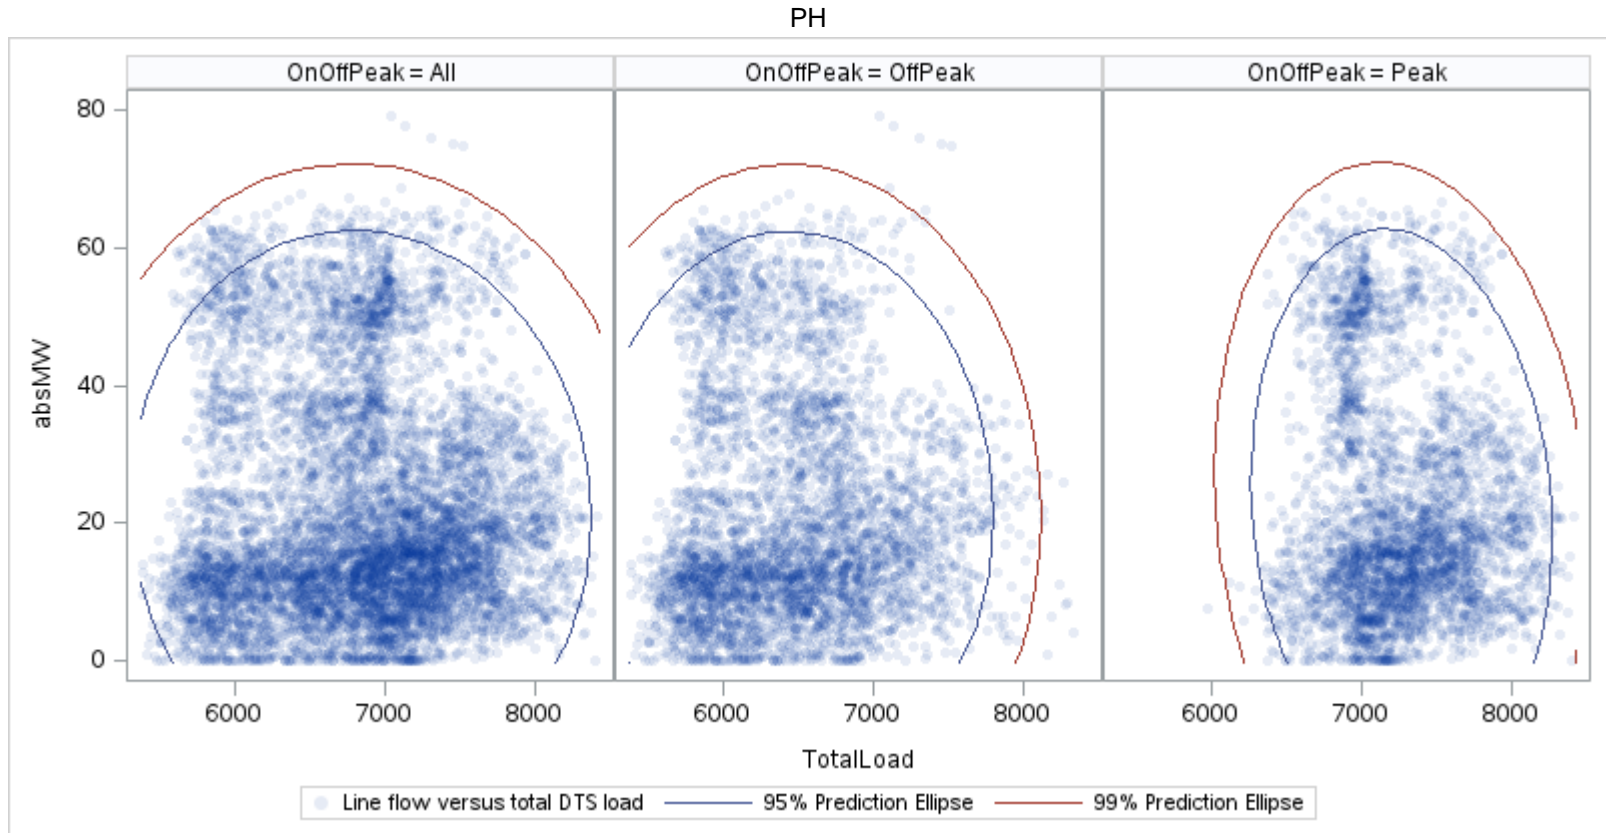 PH
OnOffPeak = All
OnOffPeak = OffPeak
OnOffPeak = Peak
80
60
40
20
0
absMW
6000 7000 8000
6000 7000 8000
6000 7000 8000
TotalLoad
Line flow versus total DTS load
95% Prediction Ellipse
99% Prediction Ellipse